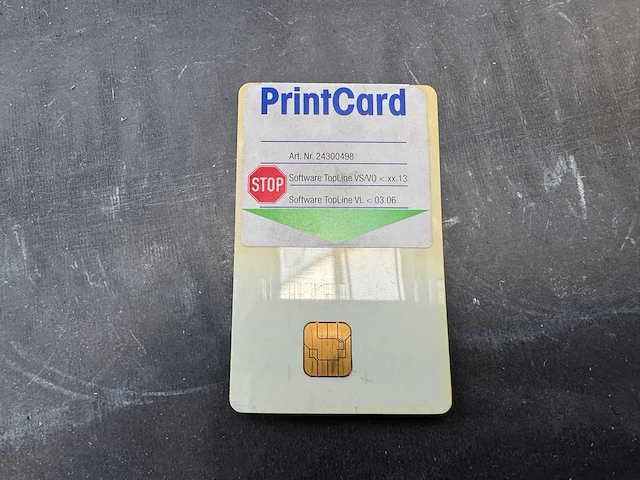 PrintCard
Art. Nr. 24300498
STOP
Software TopLine VS/VO < xx.13
Software TopLine VL < 03.06